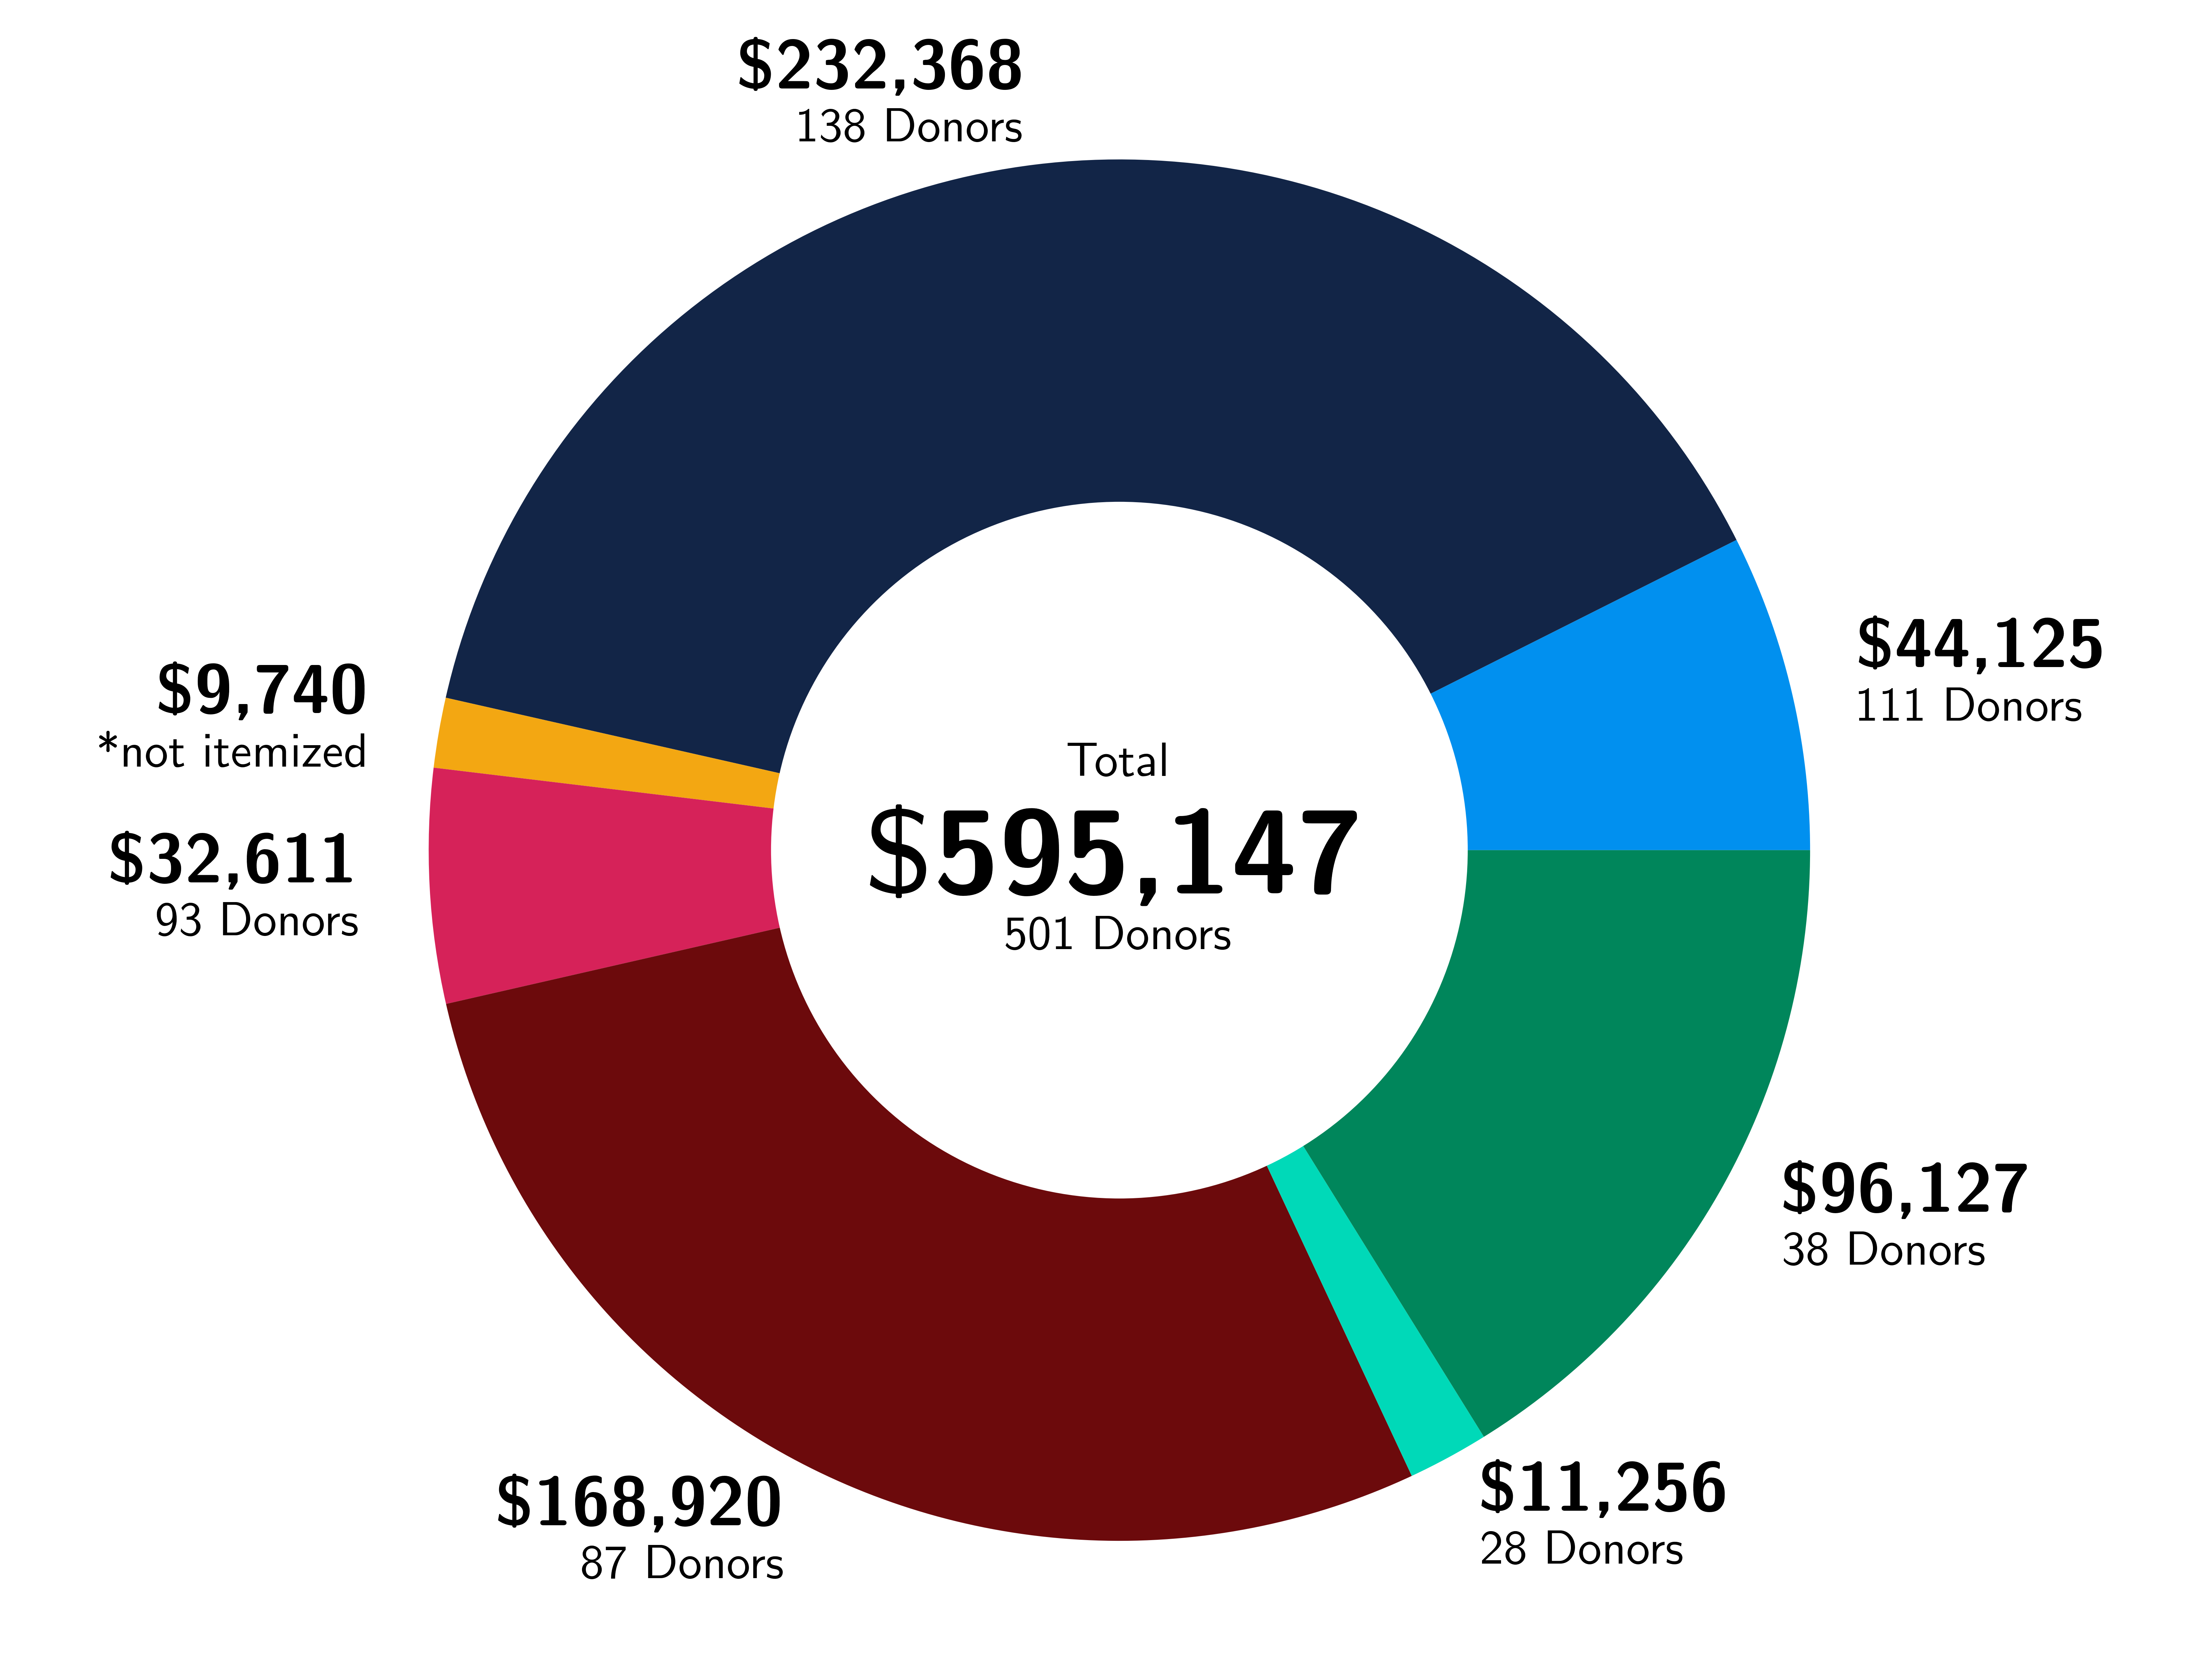 $232,368
138 Donors
$44,125
111 Donors
$9,740
*not itemized
Total
$595,147
501 Donors
$32,611
93 Donors
$96,127
38 Donors
$11,256
28 Donors
$168,920
87 Donors